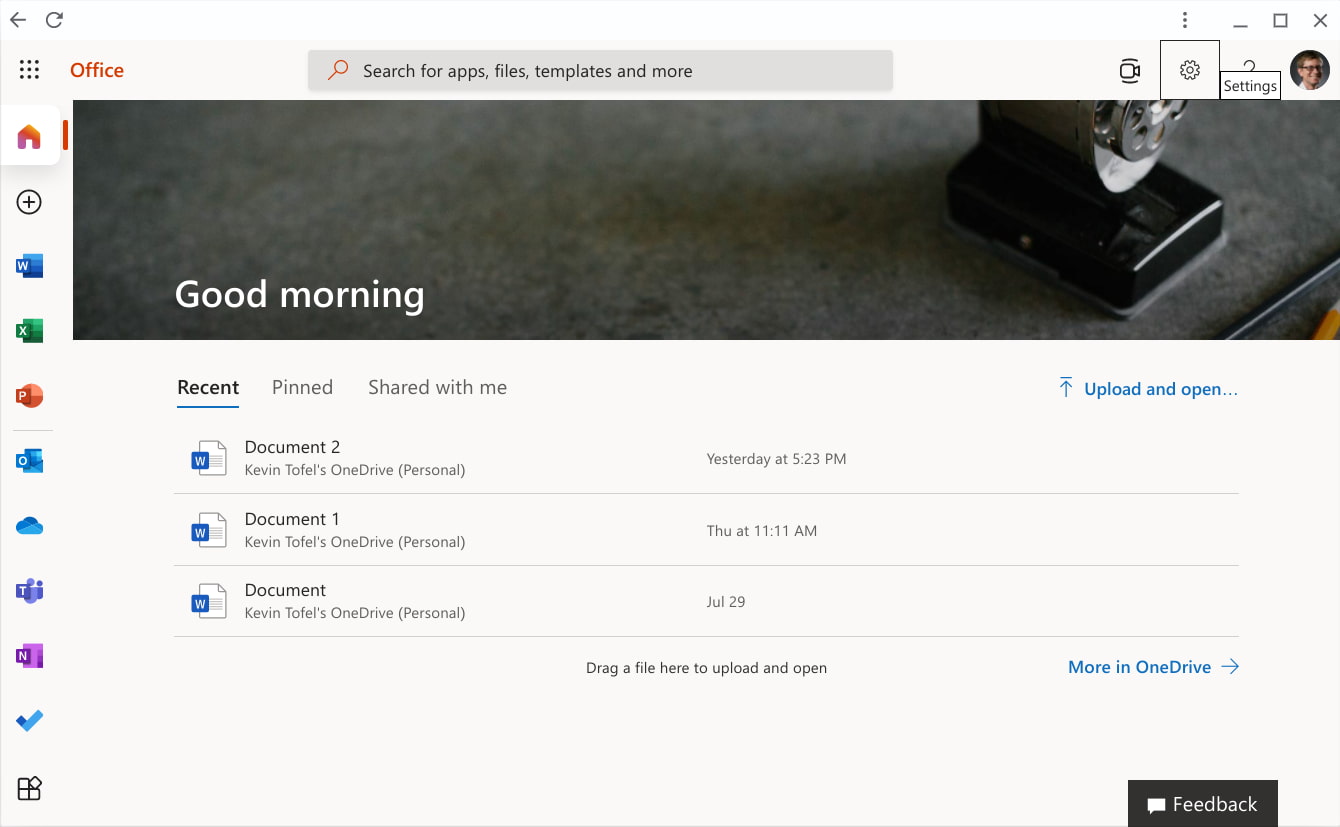 Office
Search for apps, files, templates and more
Settings
Good morning
Recent Pinned Shared with me
Upload and open...
Document 2
Kevin Tofel's OneDrive (Personal)
Yesterday at 5:23 PM
Document 1
Kevin Tofel's OneDrive (Personal)
Thu at 11:11 AM
Document
Kevin Tofel's OneDrive (Personal)
Jul 29
Drag a file here to upload and open
More in OneDrive
Feedback